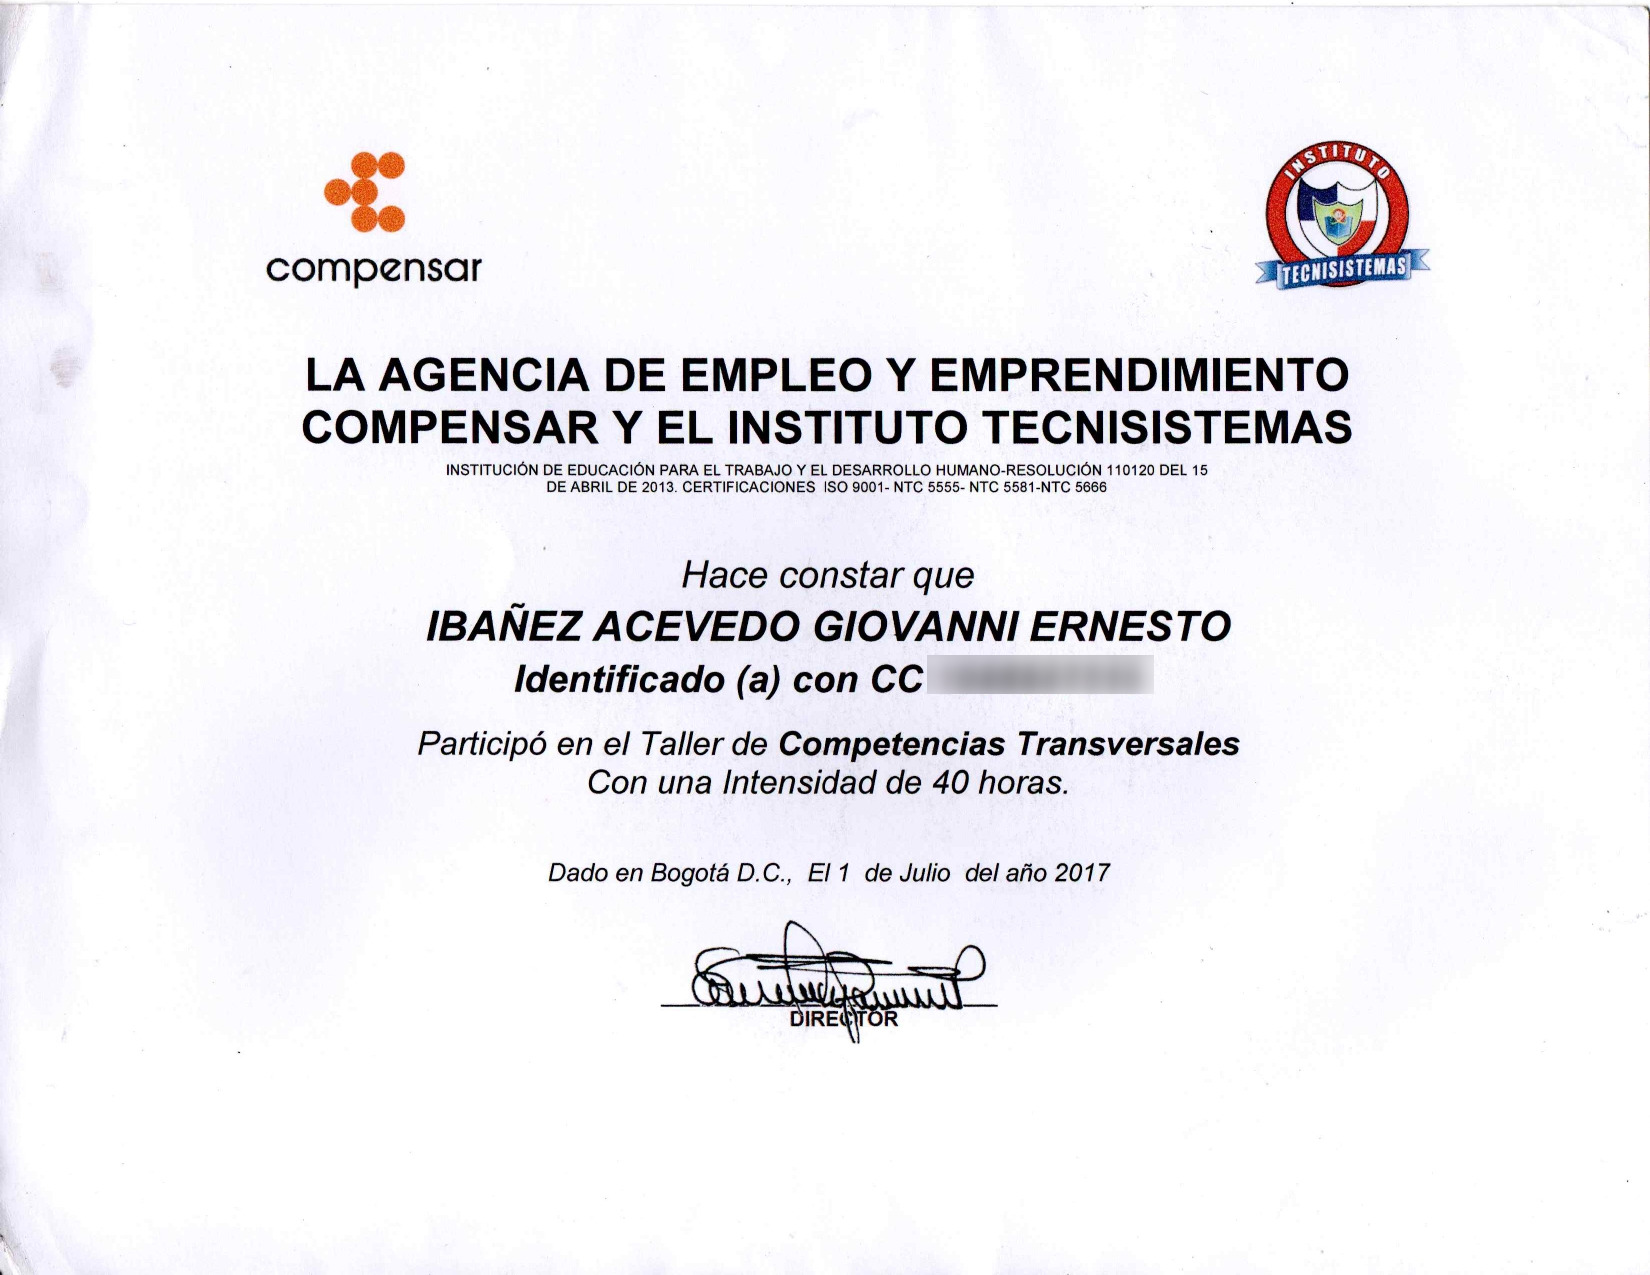 compensar
INSTITUTO
TECNISISTEMAS
LA AGENCIA DE EMPLEO Y EMPRENDIMIENTO
COMPENSAR Y EL INSTITUTO TECNISISTEMAS
INSTITUCIÓN DE EDUCACIÓN PARA EL TRABAJO Y EL DESARROLLO HUMANO-RESOLUCIÓN 110120 DEL 15
DE ABRIL DE 2013. CERTIFICACIONES ISO 9001- NTC 5555- NTC 5581-NTC 5666
Hace constar que
IBAÑEZ ACEVEDO GIOVANNI ERNESTO
Identificado (a) con CC
Participó en el Taller de Competencias Transversales
Con una Intensidad de 40 horas.
Dado en Bogotá D.C., El 1 de Julio del año 2017
DIRECTOR